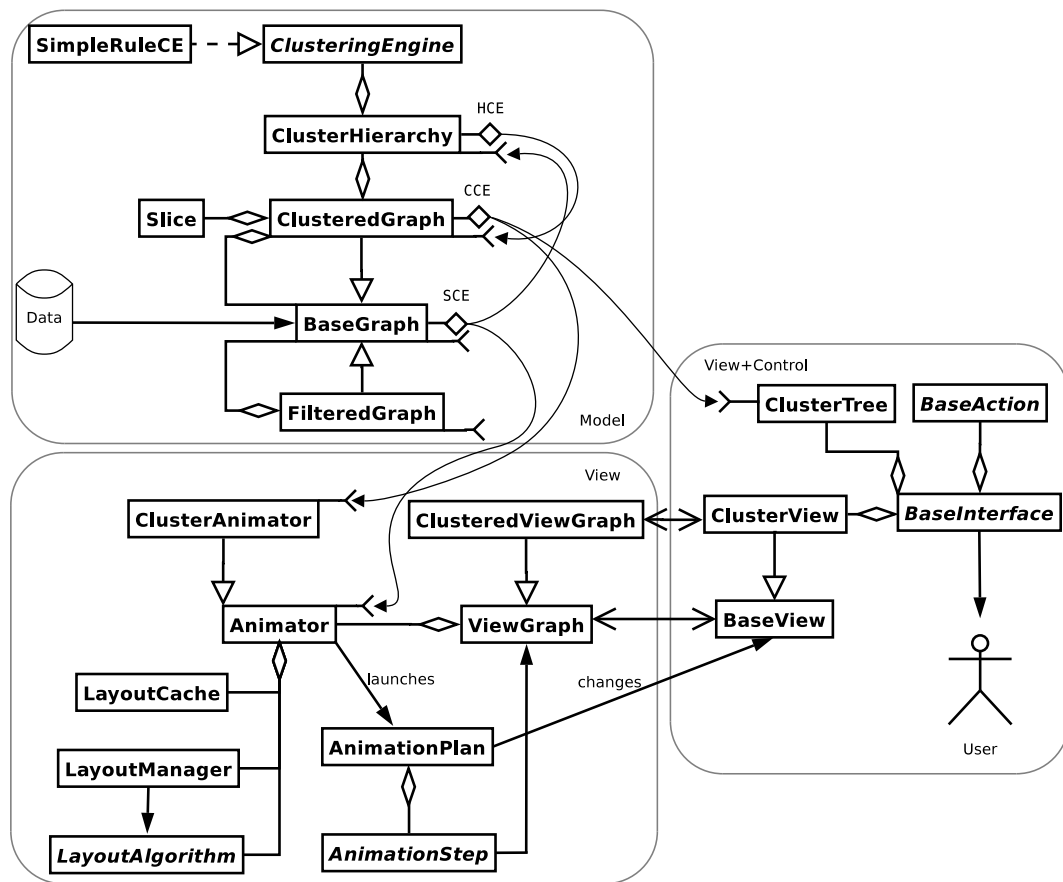 SimpleRuleCE
ClusteringEngine
HCE
ClusterHierarchy
CCE
Slice
ClusteredGraph
SCE
Data
BaseGraph
FilteredGraph
Model
View+Control
ClusterTree
BaseAction
View
ClusterAnimator
ClusteredViewGraph
ClusterView
BaseInterface
Animator
ViewGraph
BaseView
launches
changes
LayoutCache
AnimationPlan
LayoutManager
User
LayoutAlgorithm
AnimationStep